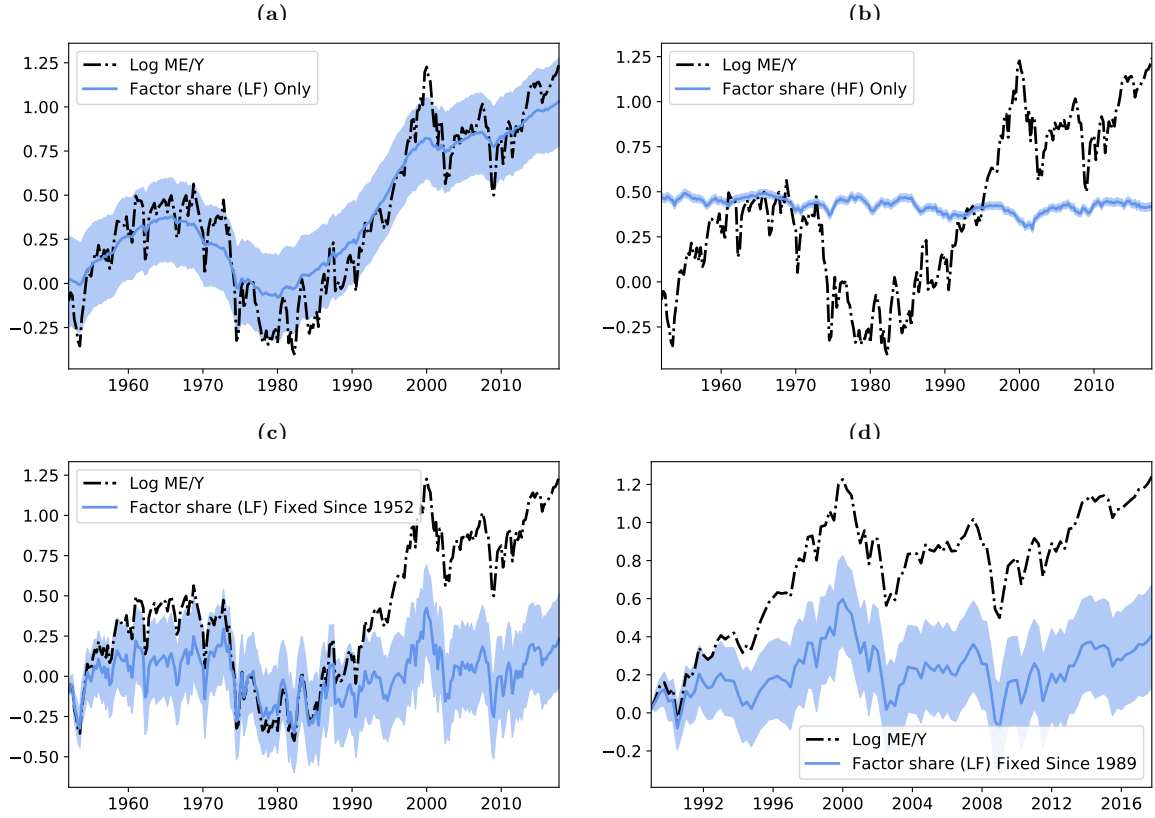 (a)
(b)
Log ME/Y
Factor share (LF) Only
1.25
1.00
0.75
0.50
0.25
0.00
−0.25
1960 1970 1980 1990 2000 2010
Log ME/Y
Factor share (HF) Only
1.25
1.00
0.75
0.50
0.25
0.00
−0.25
1960 1970 1980 1990 2000 2010
(c)
(d)
Log ME/Y
Factor share (LF) Fixed Since 1952
1.25
1.00
0.75
0.50
0.25
0.00
−0.25
−0.50
1960 1970 1980 1990 2000 2010
1.2
1.0
0.8
0.6
0.4
0.2
0.0
−0.2
Log ME/Y
Factor share (LF) Fixed Since 1989
1992 1996 2000 2004 2008 2012 2016